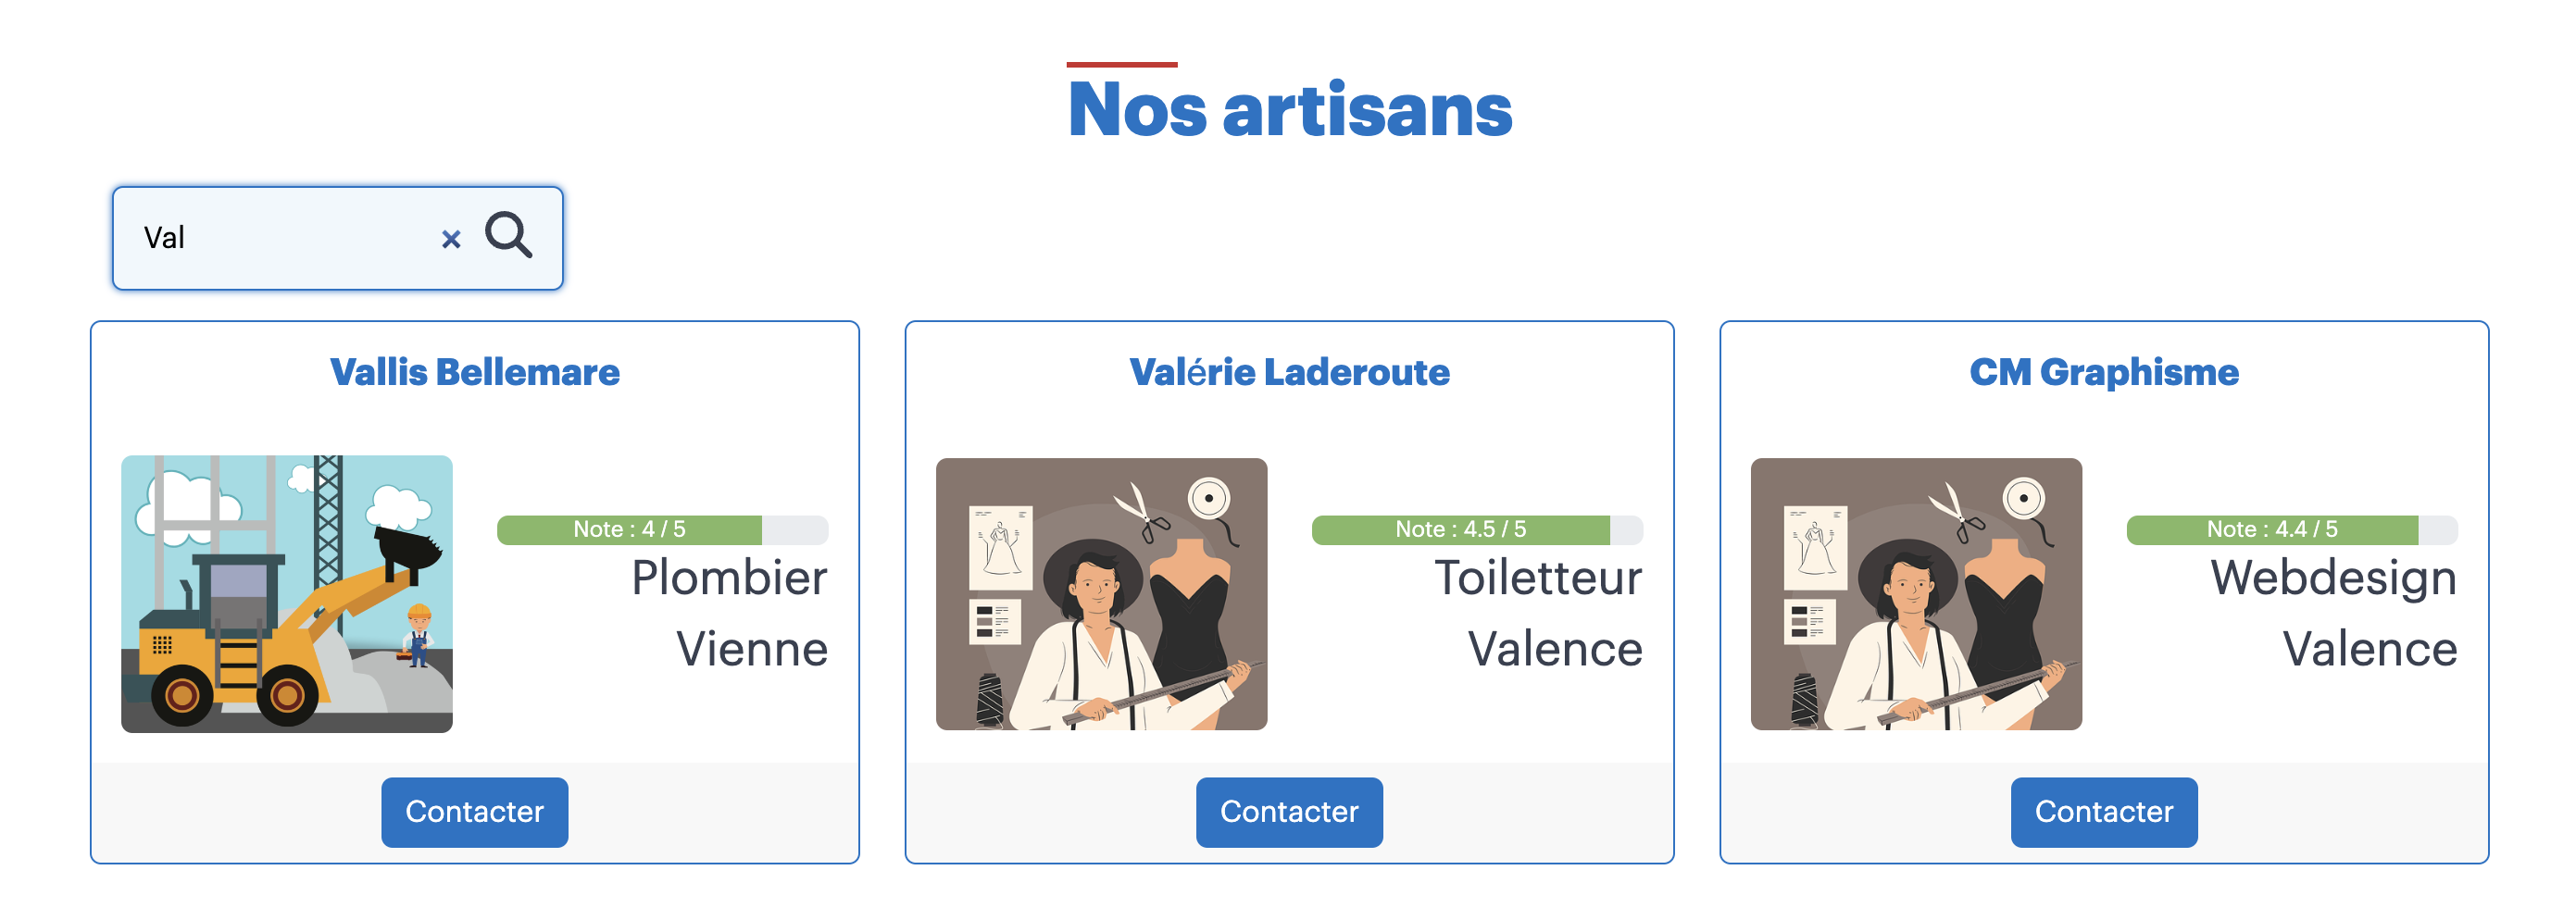 Nos artisans
Val
Vallis Bellemare
Note : 4 / 5
Plombier
Vienne
Contacter
Valérie Laderoute
Note : 4.5 / 5
Toiletteur
Valence
Contacter
CM Graphisme
Note : 4.4 / 5
Webdesign
Valence
Contacter